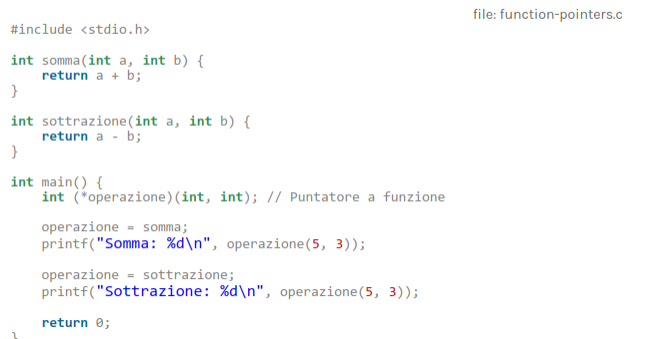 file: function-pointers.c
#include <stdio.h>
int somma(int a, int b) {
    return a + b;
}
int sottrazione(int a, int b) {
    return a - b;
}
int main() {
    int (*operazione)(int, int); // Puntatore a funzione
    operazione = somma;
    printf("Somma: %d\n", operazione(5, 3));
    operazione = sottrazione;
    printf("Sottrazione: %d\n", operazione(5, 3));
    return 0;
}